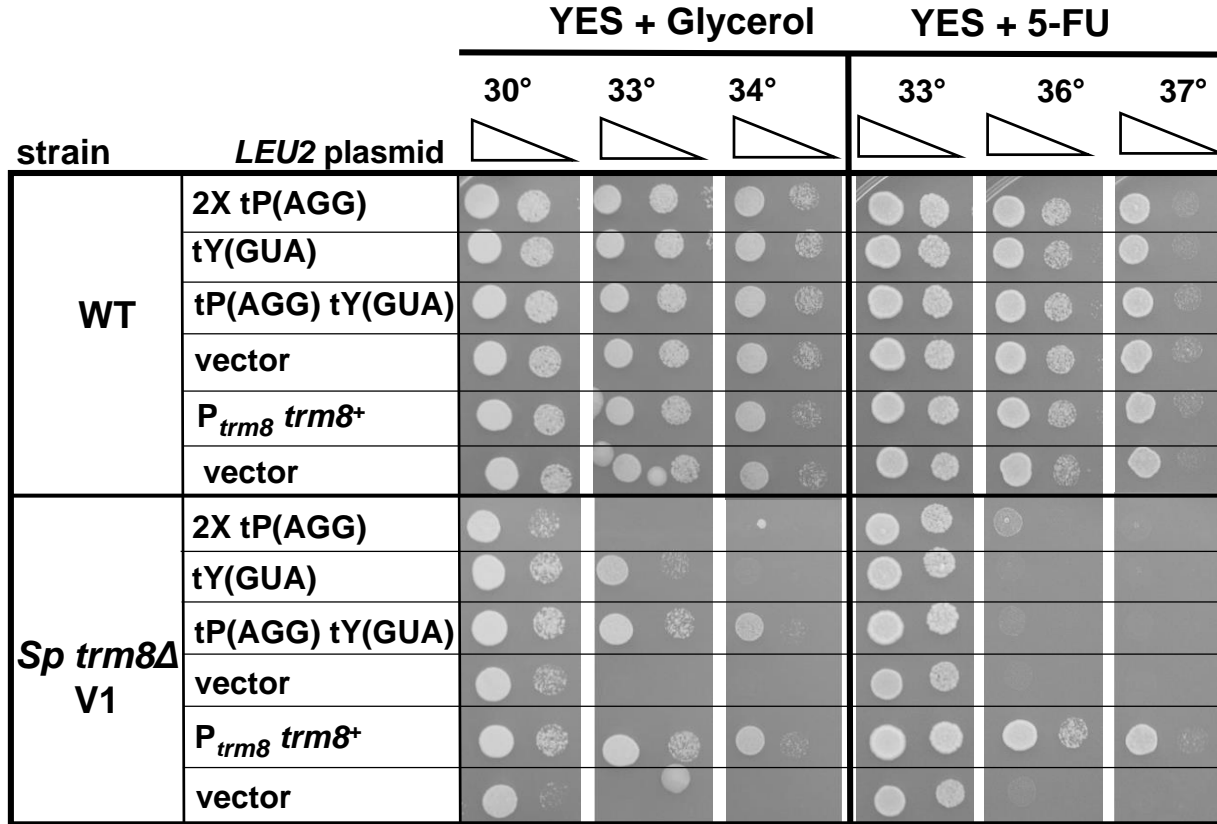 YES + Glycerol YES + 5-FU
30° 33° 34° 33° 36° 37°
strain LEU2 plasmid
WT
2X tP(AGG)
tY(GUA)
tP(AGG) tY(GUA)
vector
Ptrm8 trm8+
vector
Sp trm8Δ
V1
2X tP(AGG)
tY(GUA)
tP(AGG) tY(GUA)
vector
Ptrm8 trm8+
vector